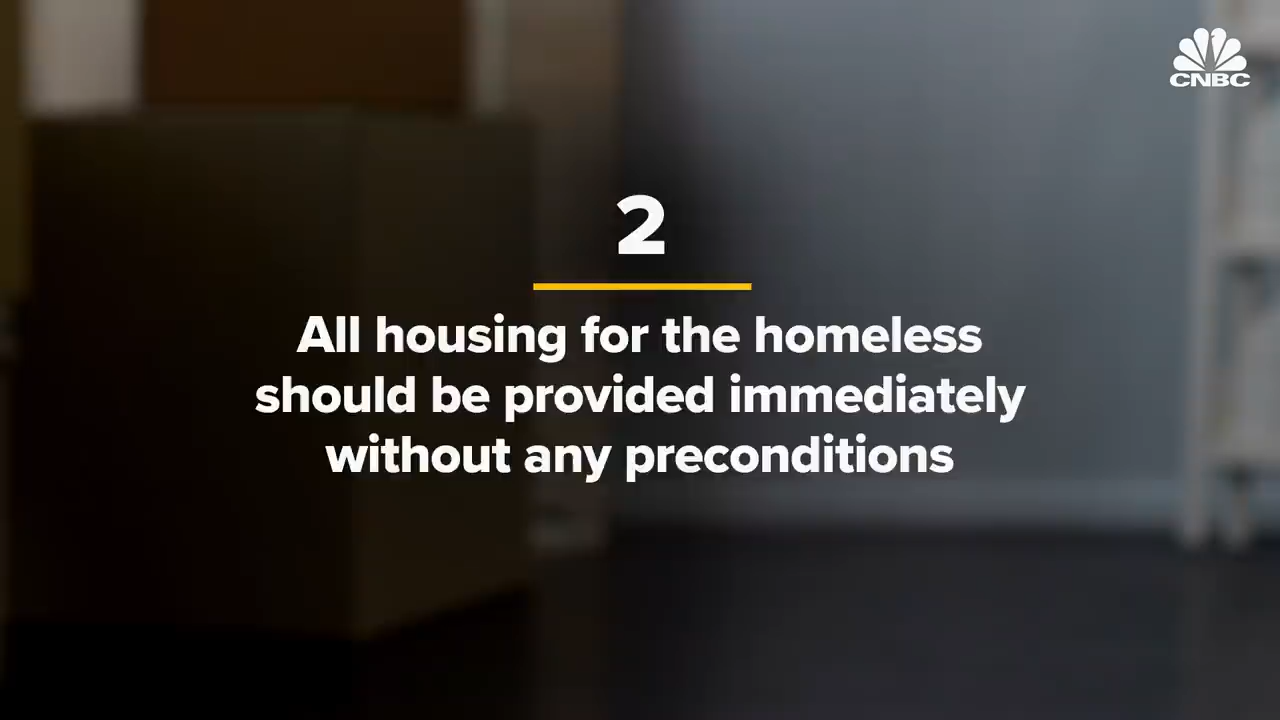 CNBC
2
All housing for the homeless
should be provided immediately
without any preconditions